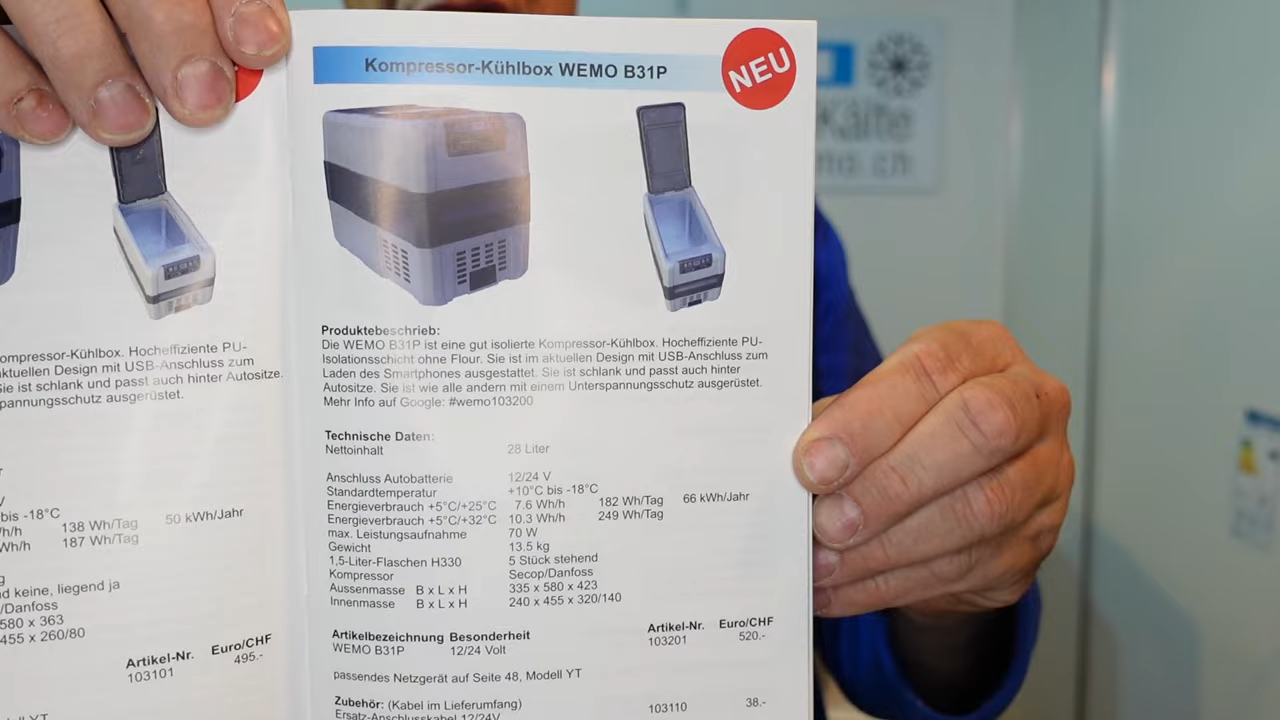 Kompressor-Kühlbox WEMO B31P
NEU
Kälte
Produktebeschrieb:
Die WEMO B31P ist eine gut isolierte Kompressor-Kühlbox. Hocheffiziente PU-
Isolationsschicht ohne Flour. Sie ist im aktuellen Design mit USB-Anschluss zum
Laden des Smartphones ausgestattet. Sie ist schlank und passt auch hinter
Autositze. Sie ist wie alle andern mit einem Unterspannungsschutz ausgerüstet.
Mehr Info auf Google: #wemo103200
Technische Daten:
Nettoinhalt 28 Liter
Anschluss Autobatterie 12/24 V
Standardtemperatur +10°C bis -18°C
Energieverbrauch +5°C/+25°C 7.6 Wh/h 182 Wh/Tag 66 kWh/Jahr
Energieverbrauch +5°C/+32°C 10.3 Wh/h 249 Wh/Tag
max. Leistungsaufnahme 70 W
Gewicht 13.5 kg
1,5-Liter-Flaschen H330 5 Stück stehend
Kompressor Secop/Danfoss
Aussenmasse B x L x H 335 x 580 x 423
Innenmasse B x L x H 240 x 455 x 320/140
Artikelbezeichnung Besonderheit Artikel-Nr. Euro/CHF
WEMO B31P 12/24 Volt 103201 520.-
passendes Netzgerät auf Seite 48, Modell YT
Zubehör: (Kabel im Lieferumfang)
Ersatz-Anschlusskabel 12/24V 103110 38.-
ompressor-Kühlbox. Hocheffiziente PU-
ktuellen Design mit USB-Anschluss zum
Sie ist schlank und passt auch hinter Autositze.
pannungsschutz ausgerüstet.
bis -18°C
h/h 138 Wh/Tag 50 kWh/Jahr
Wh/h 187 Wh/Tag
d keine, liegend ja
/Danfoss
580 x 363
455 x 260/80
Artikel-Nr. Euro/CHF
103101 495.-